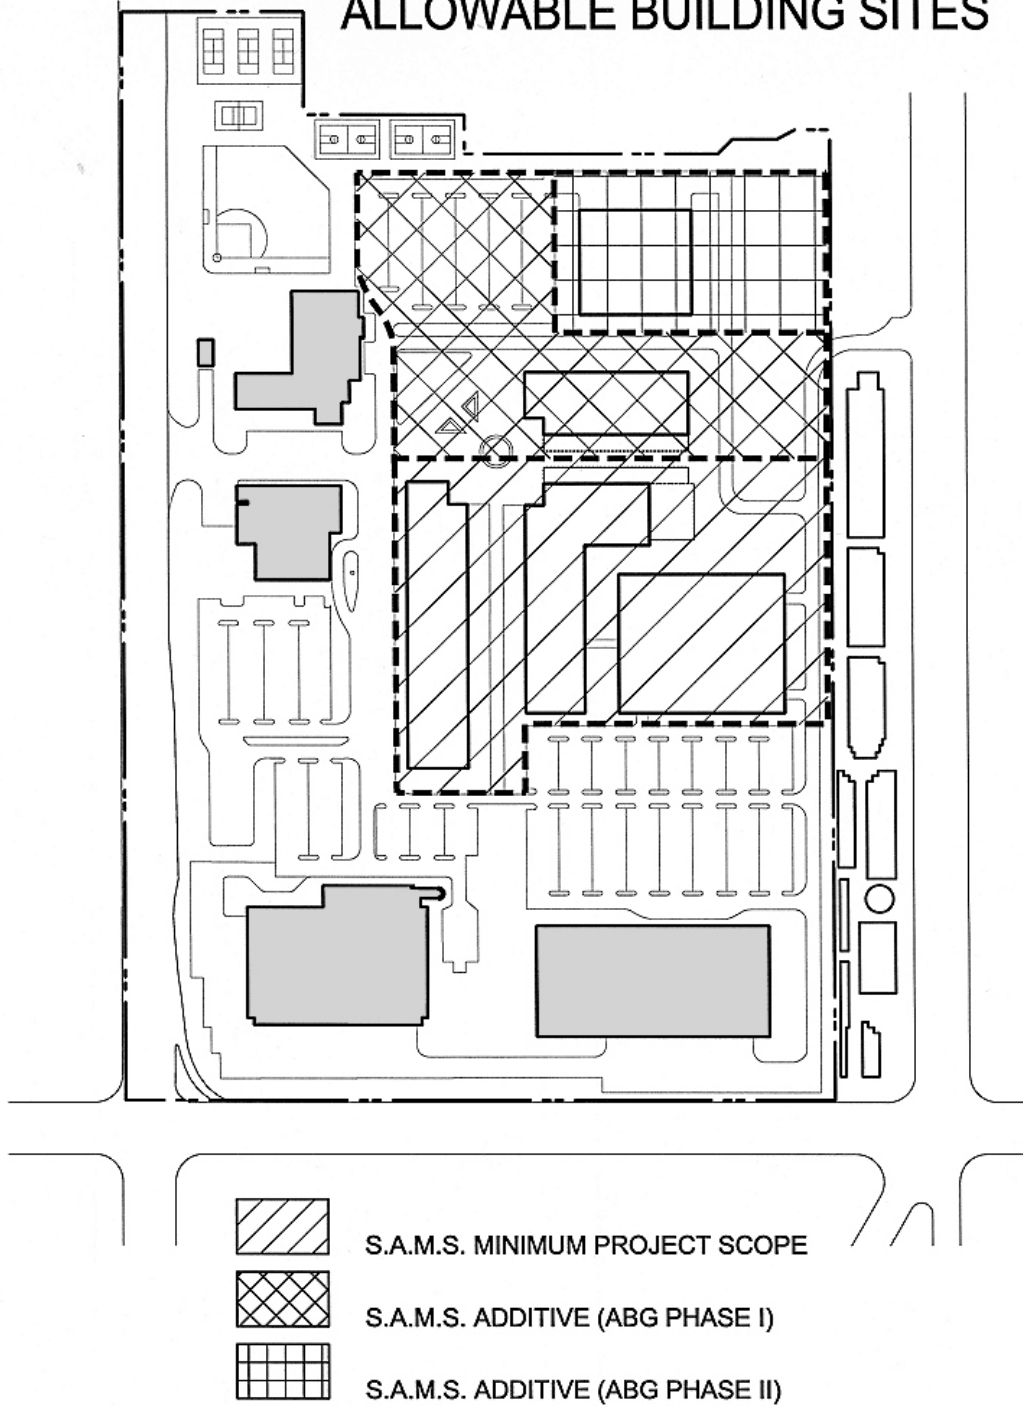 ALLOWABLE BUILDING SITES
S.A.M.S. MINIMUM PROJECT SCOPE
S.A.M.S. ADDITIVE (ABG PHASE I)
S.A.M.S. ADDITIVE (ABG PHASE II)